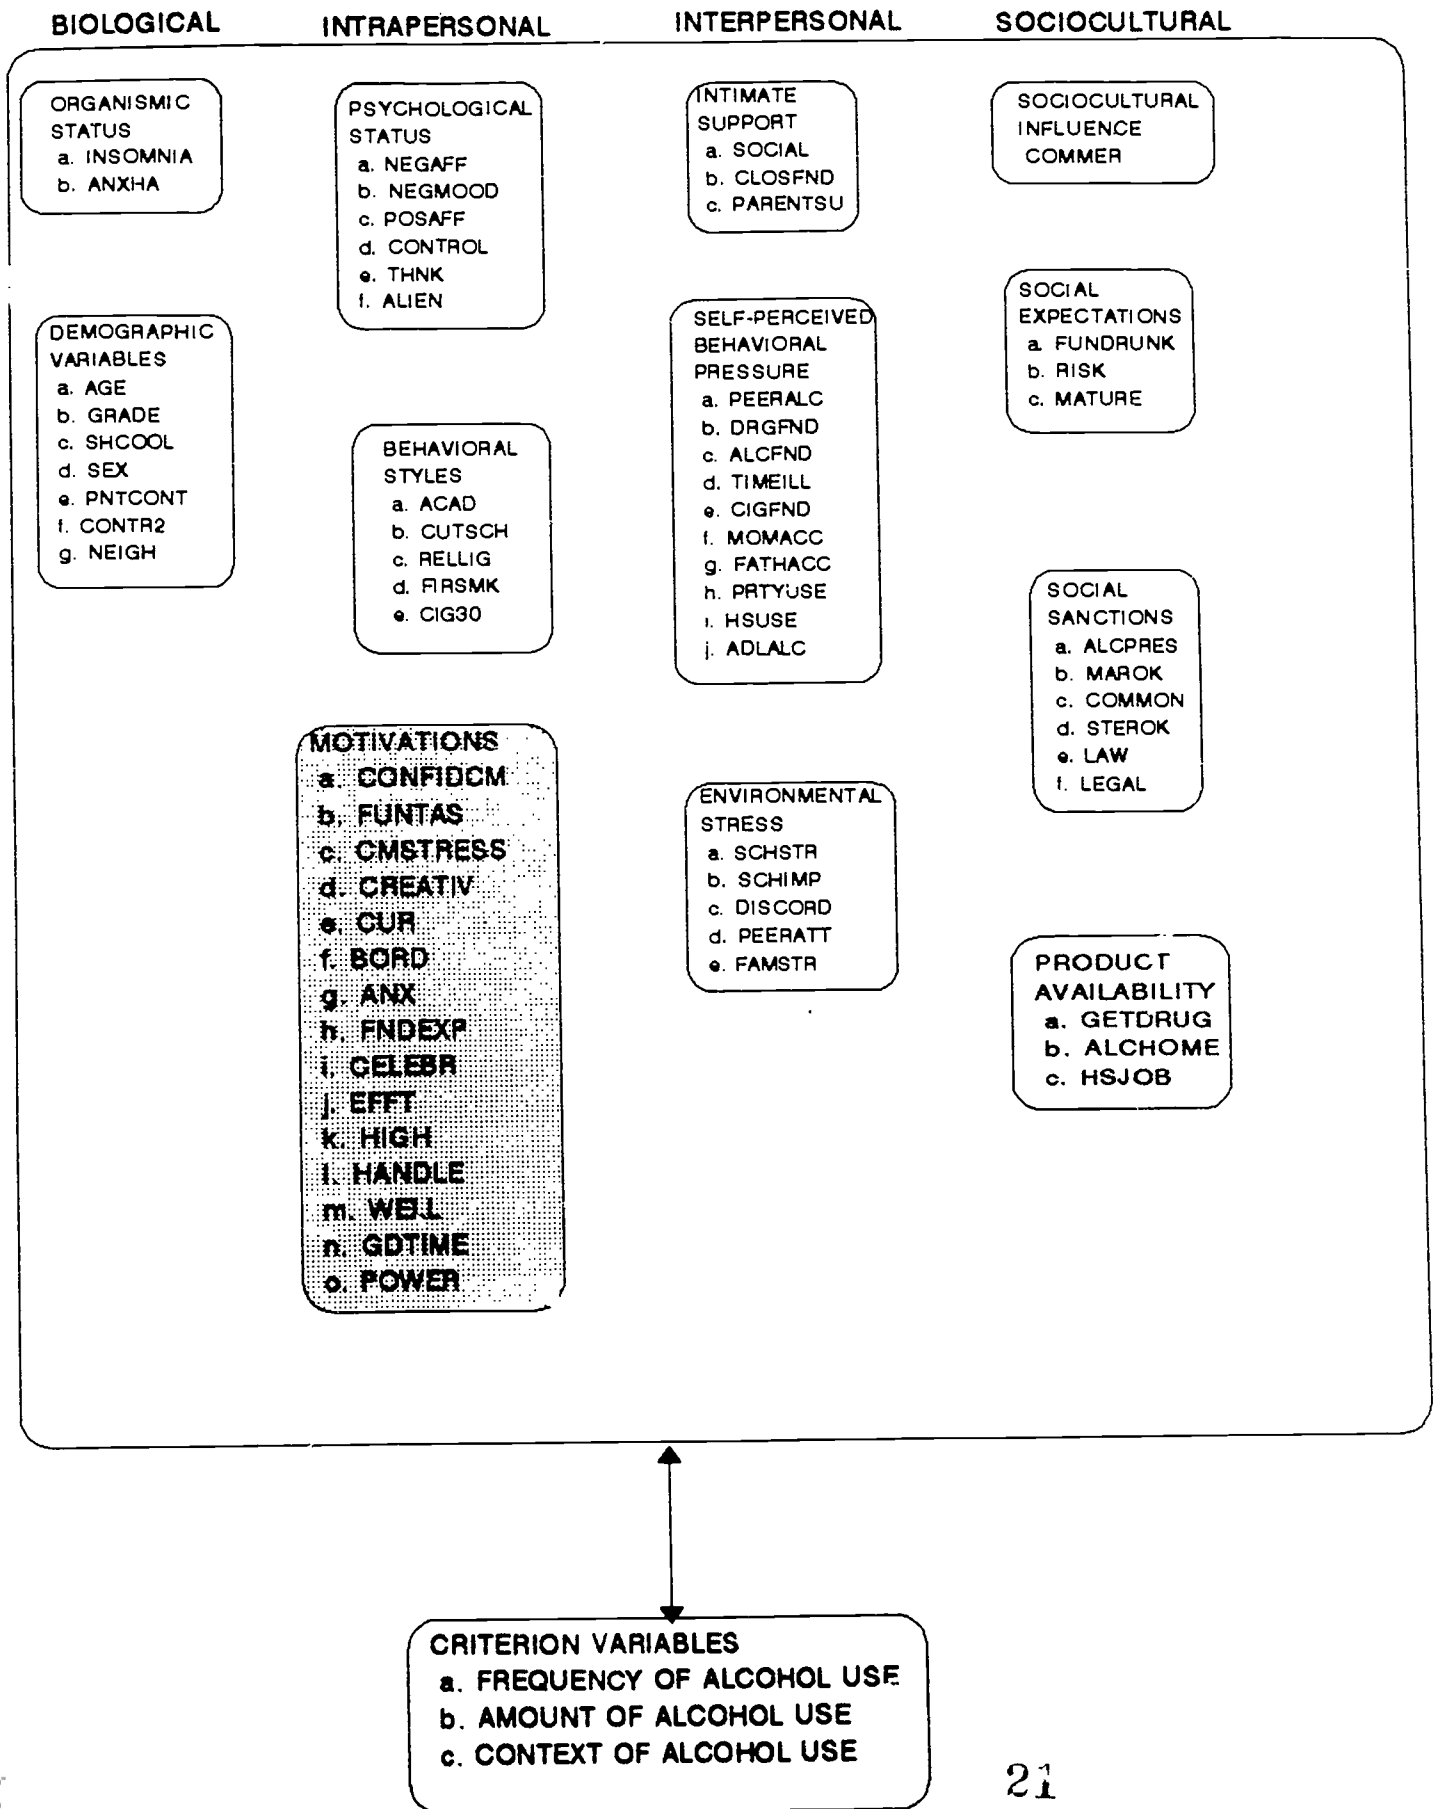 BIOLOGICAL
INTRAPERSONAL
INTERPERSONAL
SOCIOCULTURAL
ORGANISMIC
STATUS
a. INSOMNIA
b. ANXHA
DEMOGRAPHIC
VARIABLES
a. AGE
b. GRADE
c. SHCOOL
d. SEX
e. PNTCONT
f. CONTR2
g. NEIGH
PSYCHOLOGICAL
STATUS
a. NEGAFF
b. NEGMOOD
c. POSAFF
d. CONTROL
e. THNK
f. ALIEN
BEHAVIORAL
STYLES
a. ACAD
b. CUTSCH
c. RELLIG
d. FIRSMK
e. CIG30
MOTIVATIONS
a. CONFIDCM
b. FUNTAS
c. CMSTRESS
d. CREATIV
e. CUR
f. BORD
g. ANX
h. FNDEXP
i. CELEBR
j. EFFT
k. HIGH
l. HANDLE
m. WELL
n. GDTIME
o. POWER
INTIMATE
SUPPORT
a. SOCIAL
b. CLOSFND
c. PARENTSU
SELF-PERCEIVED
BEHAVIORAL
PRESSURE
a. PEERALC
b. DRGFND
c. ALCFND
d. TIMEILL
e. CIGFND
f. MOMACC
g. FATHACC
h. PRTYUSE
i. HSUSE
j. ADLALC
ENVIRONMENTAL
STRESS
a. SCHSTR
b. SCHIMP
c. DISCORD
d. PEERATT
e. FAMSTR
SOCIOCULTURAL
INFLUENCE
COMMER
SOCIAL
EXPECTATIONS
a FUNDRUNK
b. RISK
c. MATURE
SOCIAL
SANCTIONS
a. ALCPRES
b. MAROK
c. COMMON
d. STEROK
e. LAW
f. LEGAL
PRODUCT
AVAILABILITY
a. GETDRUG
b. ALCHOME
c. HSJOB
CRITERION VARIABLES
a. FREQUENCY OF ALCOHOL USE
b. AMOUNT OF ALCOHOL USE
c. CONTEXT OF ALCOHOL USE
21